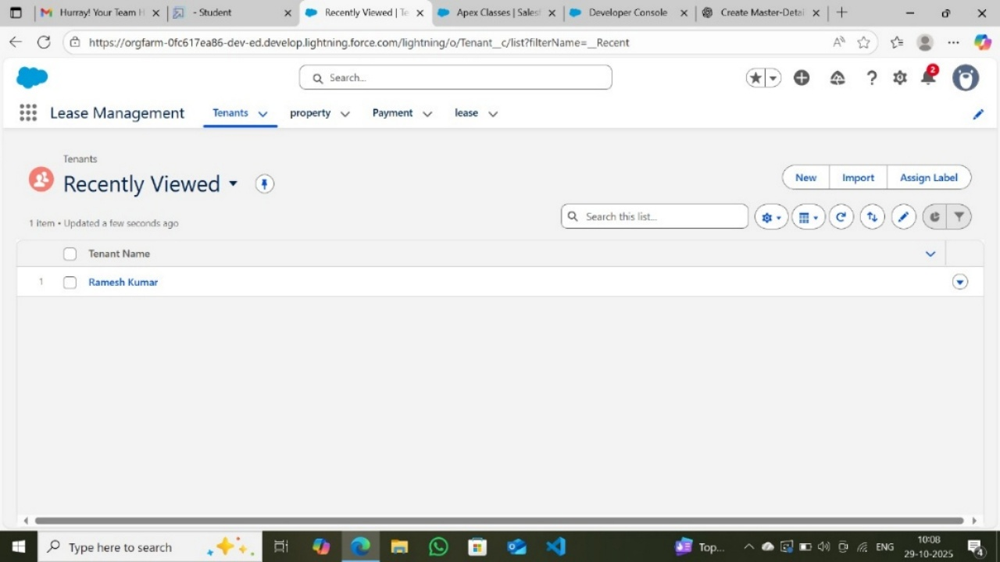 Hurray! Your Team H
- Student
Recently Viewed | Te
Apex Classes | Salesf
Developer Console
Create Master-Detai
https://orgfarm-0fc617ea86-dev-ed.develop.lightning.force.com/lightning/o/Tenant__c/list?filterName=__Recent
Search...
2
Lease Management
Tenants
property
Payment
lease
Tenants
Recently Viewed
New
Import
Assign Label
1 item • Updated a few seconds ago
Search this list...
Tenant Name
1
Ramesh Kumar
Type here to search
Top...
ENG
10:08
29-10-2025
4